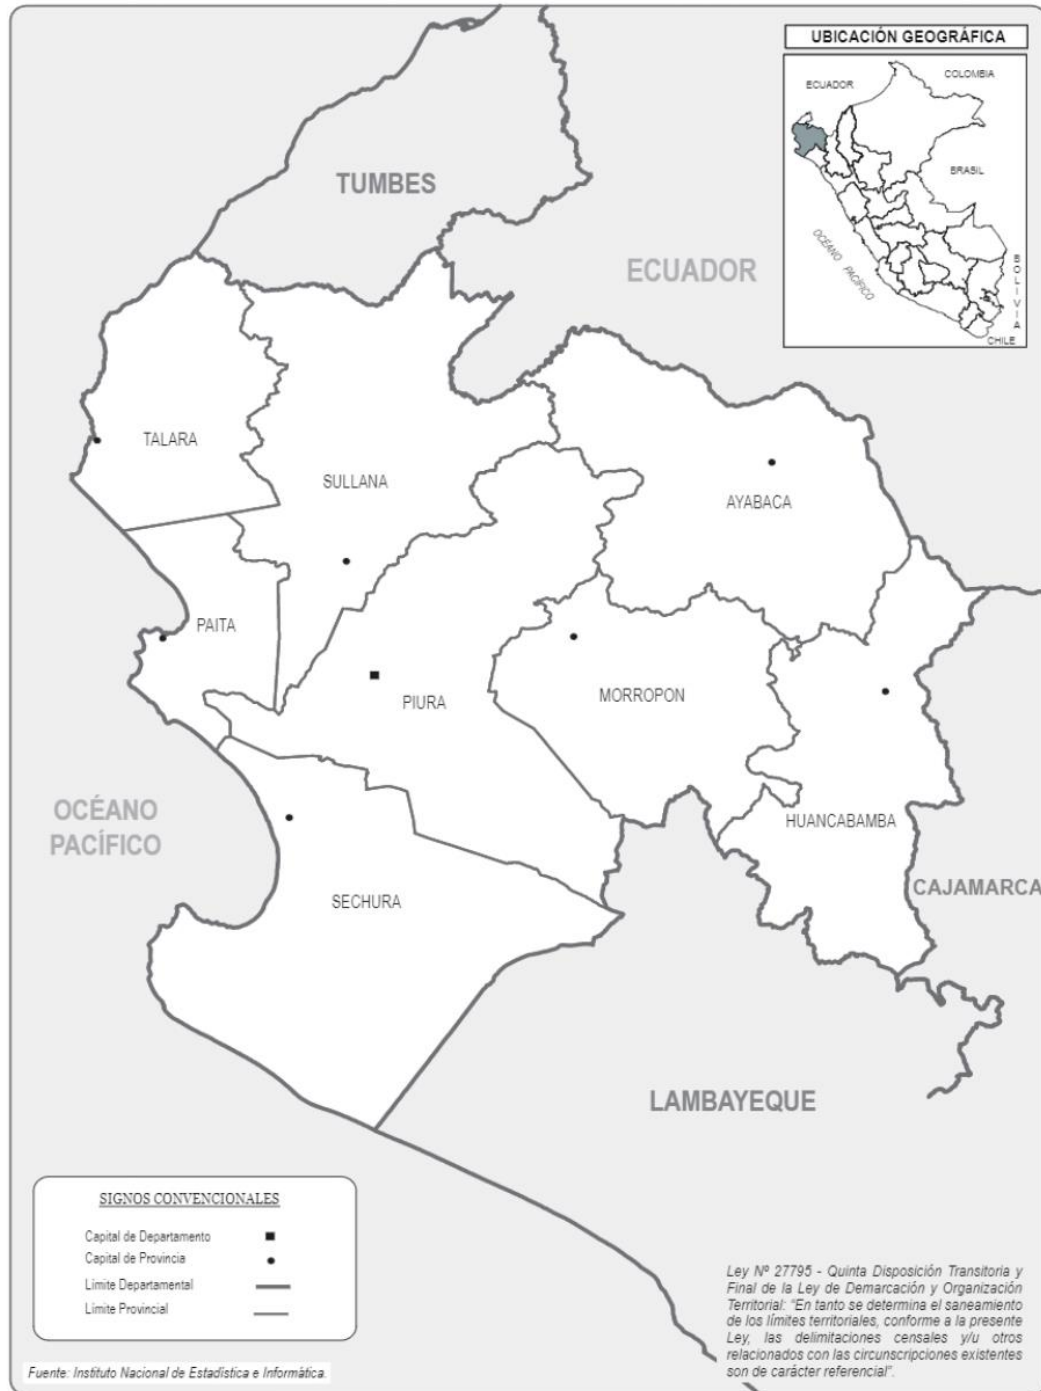 UBICACIÓN GEOGRÁFICA
ECUADOR
COLOMBIA
BRASIL
OCÉANO PACÍFICO
BOLIVIA
CHILE
TUMBES
ECUADOR
TALARA
SULLANA
AYABACA
PAITA
PIURA
MORROPON
HUANCABAMBA
OCÉANO
PACÍFICO
SECHURA
CAJAMARCA
LAMBAYEQUE
SIGNOS CONVENCIONALES
Capital de Departamento
Capital de Provincia
Límite Departamental
Límite Provincial
Fuente: Instituto Nacional de Estadística e Informática.
Ley Nº 27795 - Quinta Disposición Transitoria y
Final de la Ley de Demarcación y Organización
Territorial: "En tanto se determina el saneamiento
de los límites territoriales, conforme a la presente
Ley, las delimitaciones censales y/u otros
relacionados con las circunscripciones existentes
son de carácter referencial".